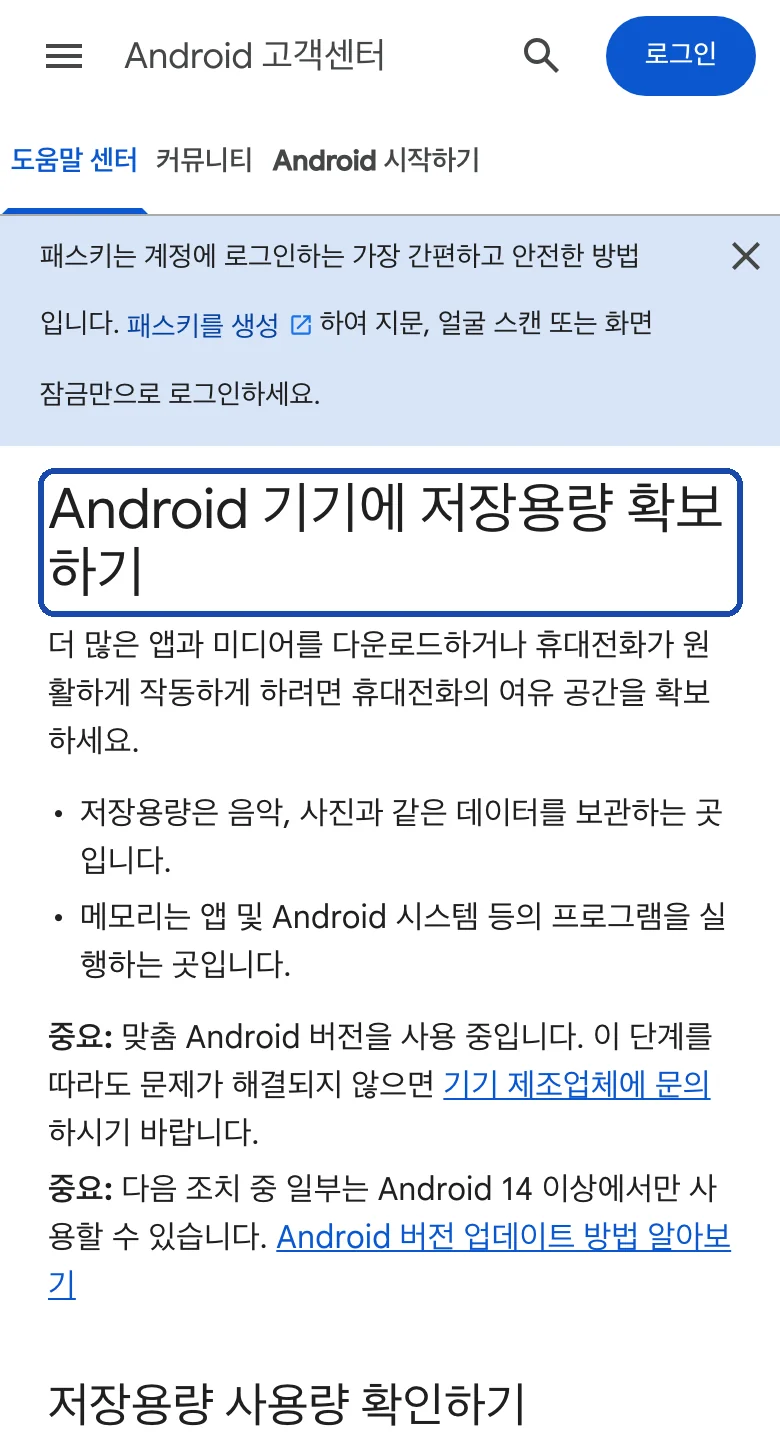 Android 고객센터
로그인
도움말 센터 커뮤니티 Android 시작하기
패스키는 계정에 로그인하는 가장 간편하고 안전한 방법
입니다. 패스키를 생성 하여 지문, 얼굴 스캔 또는 화면
잠금만으로 로그인하세요.
Android 기기에 저장용량 확보
하기
더 많은 앱과 미디어를 다운로드하거나 휴대전화가 원
활하게 작동하게 하려면 휴대전화의 여유 공간을 확보
하세요.
• 저장용량은 음악, 사진과 같은 데이터를 보관하는 곳
입니다.
• 메모리는 앱 및 Android 시스템 등의 프로그램을 실
행하는 곳입니다.
중요: 맞춤 Android 버전을 사용 중입니다. 이 단계를
따라도 문제가 해결되지 않으면 기기 제조업체에 문의
하시기 바랍니다.
중요: 다음 조치 중 일부는 Android 14 이상에서만 사
용할 수 있습니다. Android 버전 업데이트 방법 알아보
기
저장용량 사용량 확인하기